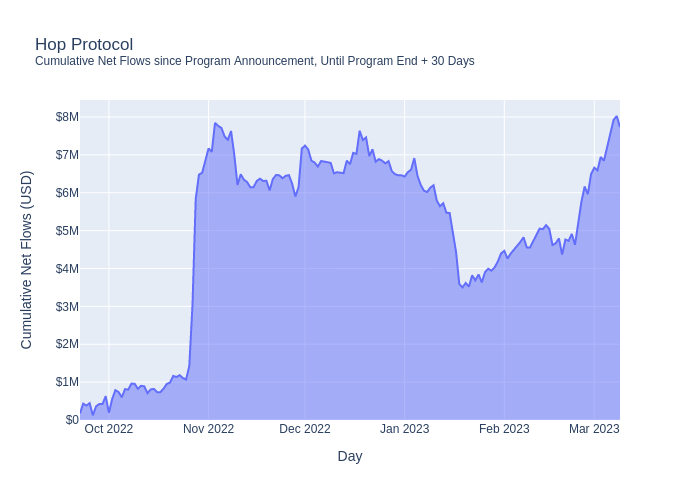 Hop Protocol
Cumulative Net Flows since Program Announcement, Until Program End + 30 Days
$8M
$7M
$6M
$5M
$4M
$3M
$2M
$1M
$0
Cumulative Net Flows (USD)
Oct 2022
Nov 2022
Dec 2022
Jan 2023
Feb 2023
Mar 2023
Day